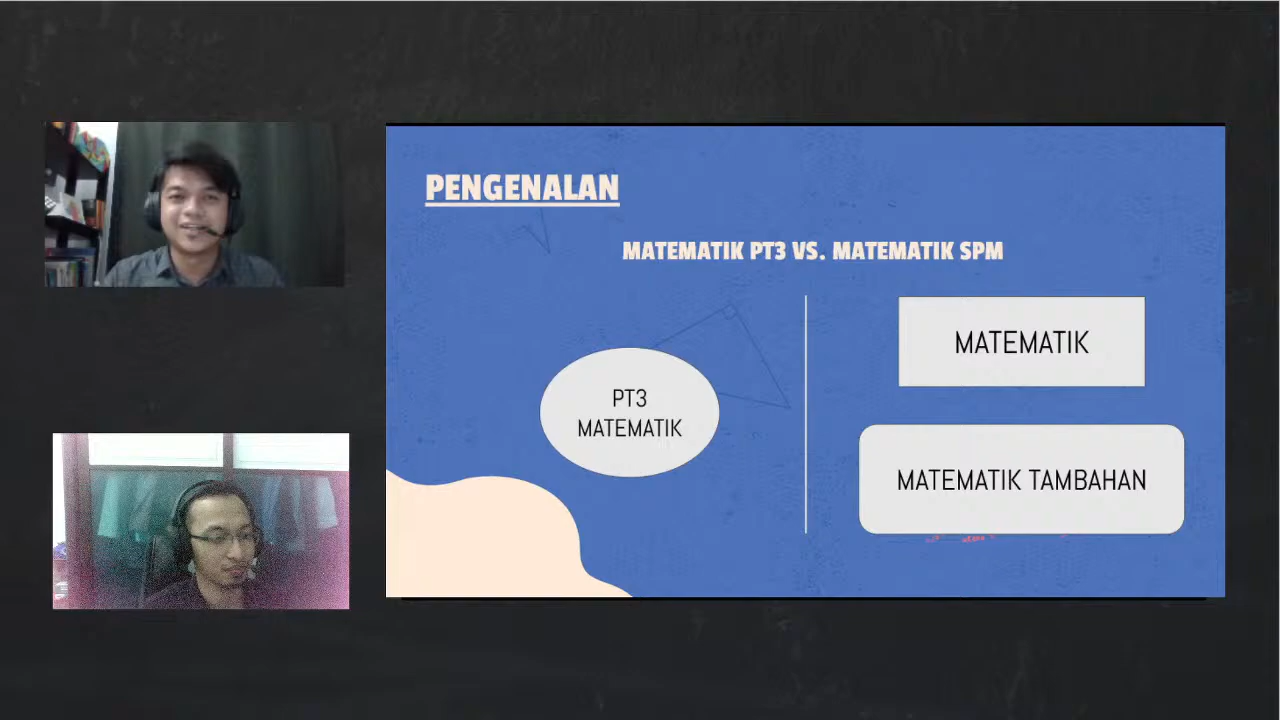 PENGENALAN
MATEMATIK PT3 VS. MATEMATIK SPM
PT3
MATEMATIK
MATEMATIK
MATEMATIK TAMBAHAN